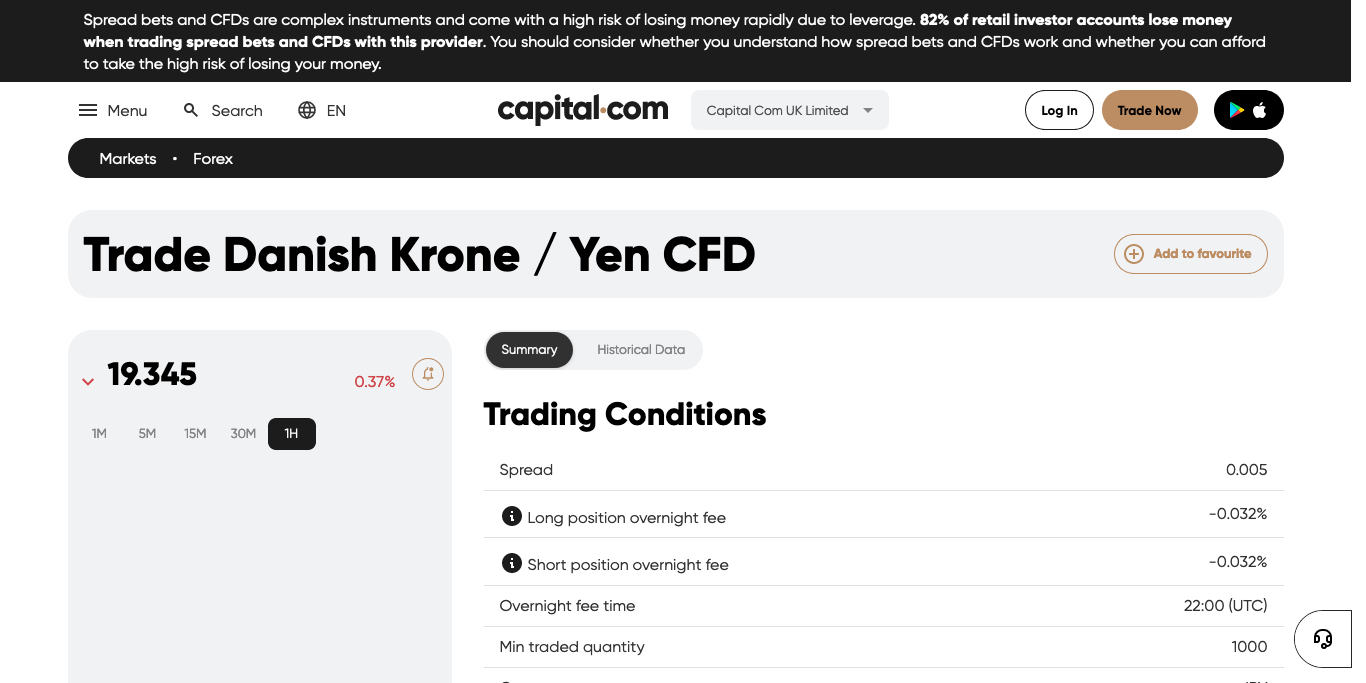 Spread bets and CFDs are complex instruments and come with a high risk of losing money rapidly due to leverage. 82% of retail investor accounts lose money
when trading spread bets and CFDs with this provider. You should consider whether you understand how spread bets and CFDs work and whether you can afford
to take the high risk of losing your money.
Menu Search EN capital.com Capital Com UK Limited Log In Trade Now
Markets • Forex
Trade Danish Krone / Yen CFD Add to favourite
19.345 0.37%
1M 5M 15M 30M 1H
Summary Historical Data
Trading Conditions
Spread 0.005
Long position overnight fee -0.032%
Short position overnight fee -0.032%
Overnight fee time 22:00 (UTC)
Min traded quantity 1000